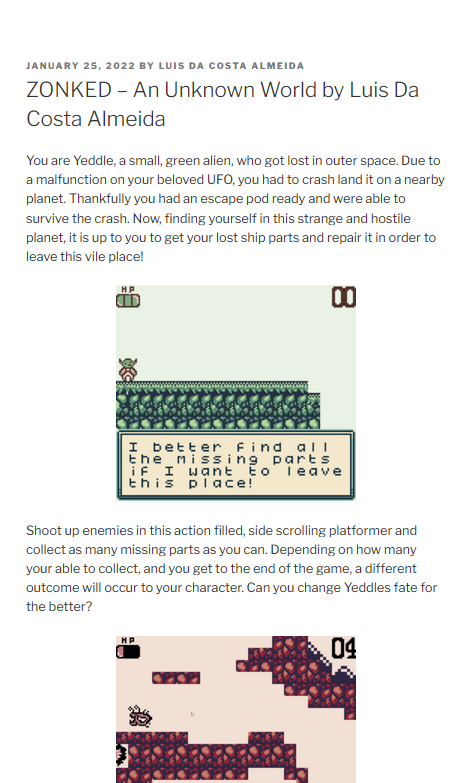 JANUARY 25, 2022 BY LUIS DA COSTA ALMEIDA
ZONKED – An Unknown World by Luis Da
Costa Almeida
You are Yeddle, a small, green alien, who got lost in outer space. Due to
a malfunction on your beloved UFO, you had to crash land it on a nearby
planet. Thankfully you had an escape pod ready and were able to
survive the crash. Now, finding yourself in this strange and hostile
planet, it is up to you to get your lost ship parts and repair it in order to
leave this vile place!
HP
00
I better find all
the missing parts
if I want to leave
this place!
Shoot up enemies in this action filled, side scrolling platformer and
collect as many missing parts as you can. Depending on how many
your able to collect, and you get to the end of the game, a different
outcome will occur to your character. Can you change Yeddles fate for
the better?
HP
04